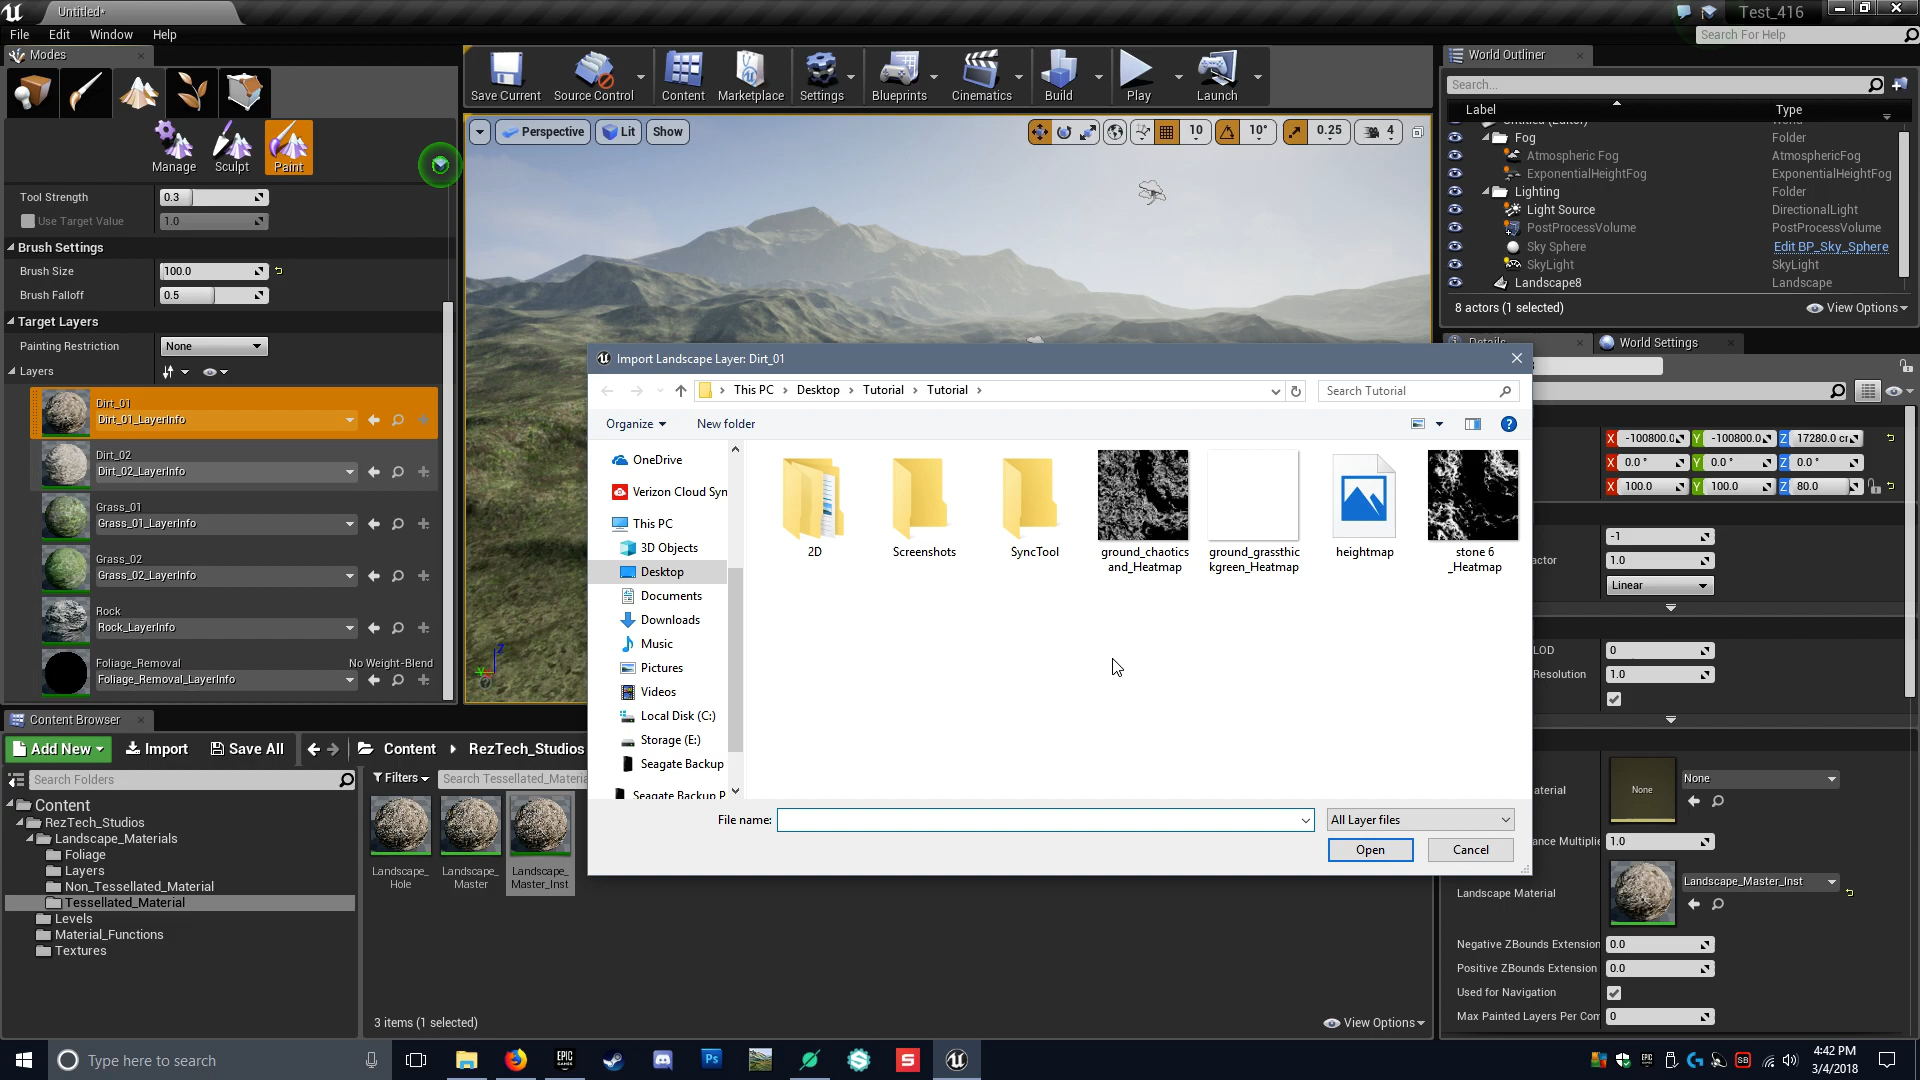 Untitled*
Test_416
File Edit Window Help
Search For Help
Modes
Save Current
Source Control
Content
Marketplace
Settings
Blueprints
Cinematics
Build
Play
Launch
World Outliner
Search...
Label Type
Fog Folder
Atmospheric Fog AtmosphericFog
ExponentialHeightFog ExponentialHeightFog
Lighting Folder
Light Source DirectionalLight
PostProcessVolume PostProcessVolume
Sky Sphere Edit BP_Sky_Sphere
SkyLight SkyLight
Landscape8 Landscape
8 actors (1 selected) View Options
Manage Sculpt Paint
Perspective Lit Show
10 10° 0.25 4
Tool Strength 0.3
Use Target Value 1.0
Brush Settings
Brush Size 100.0
Brush Falloff 0.5
Target Layers
Painting Restriction None
Layers
Dirt_01
Dirt_01_LayerInfo
Dirt_02
Dirt_02_LayerInfo
Grass_01
Grass_01_LayerInfo
Grass_02
Grass_02_LayerInfo
Rock
Rock_LayerInfo
Foliage_Removal No Weight-Blend
Foliage_Removal_LayerInfo
Import Landscape Layer: Dirt_01
This PC Desktop Tutorial Tutorial
Search Tutorial
Organize New folder
OneDrive
Verizon Cloud Syn
This PC
3D Objects
Desktop
Documents
Downloads
Music
Pictures
Videos
Local Disk (C:)
Storage (E:)
Seagate Backup
Seagate Backup P
2D
Screenshots
SyncTool
ground_chaotics
and_Heatmap
ground_grassthic
kgreen_Heatmap
heightmap
stone 6
_Heatmap
File name:
All Layer files
Open Cancel
Details World Settings
X -100800.0 Y -100800.0 Z 17280.0 cr
X 0.0 ° Y 0.0 ° Z 0.0 °
X 100.0 Y 100.0 Z 80.0
-1
actor 1.0
Linear
LOD 0
Resolution 1.0
aterial None None
ance Multiplie 1.0
Landscape Material Landscape_Master_Inst
Negative ZBounds Extension 0.0
Positive ZBounds Extension 0.0
Used for Navigation
Max Painted Layers Per Com 0
Content Browser
Add New Import Save All Content RezTech_Studios
Search Folders
Filters Search Tessellated_Materia
Content
RezTech_Studios
Landscape_Materials
Foliage
Layers
Non_Tessellated_Material
Tessellated_Material
Levels
Material_Functions
Textures
Landscape_
Hole
Landscape_
Master
Landscape_
Master_Inst
3 items (1 selected) View Options
Type here to search
4:42 PM
3/4/2018